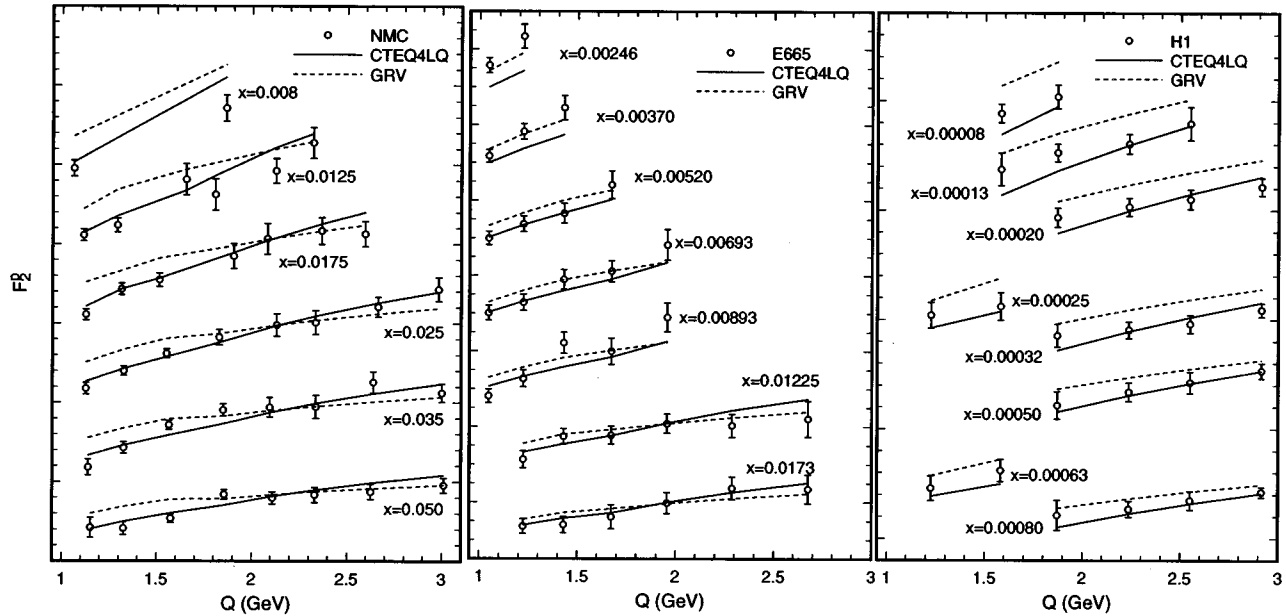 NMC
CTEQ4LQ
GRV
x=0.008
x=0.0125
x=0.0175
x=0.025
x=0.035
x=0.050
F₂ᵖ
1 1.5 2 2.5 3
Q (GeV)
E665
CTEQ4LQ
GRV
x=0.00246
x=0.00370
x=0.00520
x=0.00693
x=0.00893
x=0.01225
x=0.0173
1 1.5 2 2.5 3
Q (GeV)
H1
CTEQ4LQ
GRV
x=0.00008
x=0.00013
x=0.00020
x=0.00025
x=0.00032
x=0.00050
x=0.00063
x=0.00080
1 1.5 2 2.5 3
Q (GeV)